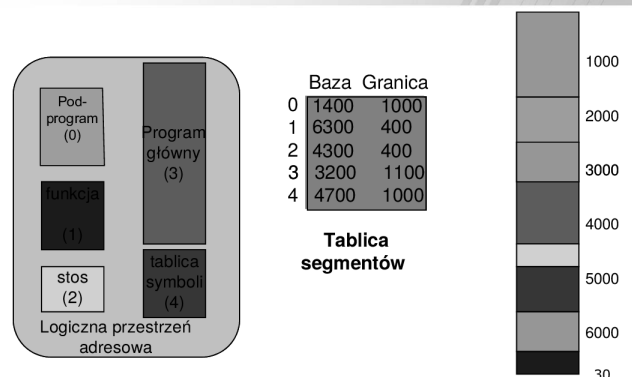 Pod-
program
(0)
Program
główny
(3)
funkcja
(1)
stos
(2)
tablica
symboli
(4)
Logiczna przestrzeń
adresowa
Baza Granica
0 1400 1000
1 6300 400
2 4300 400
3 3200 1100
4 4700 1000
Tablica
segmentów
1000
2000
3000
4000
5000
6000
30